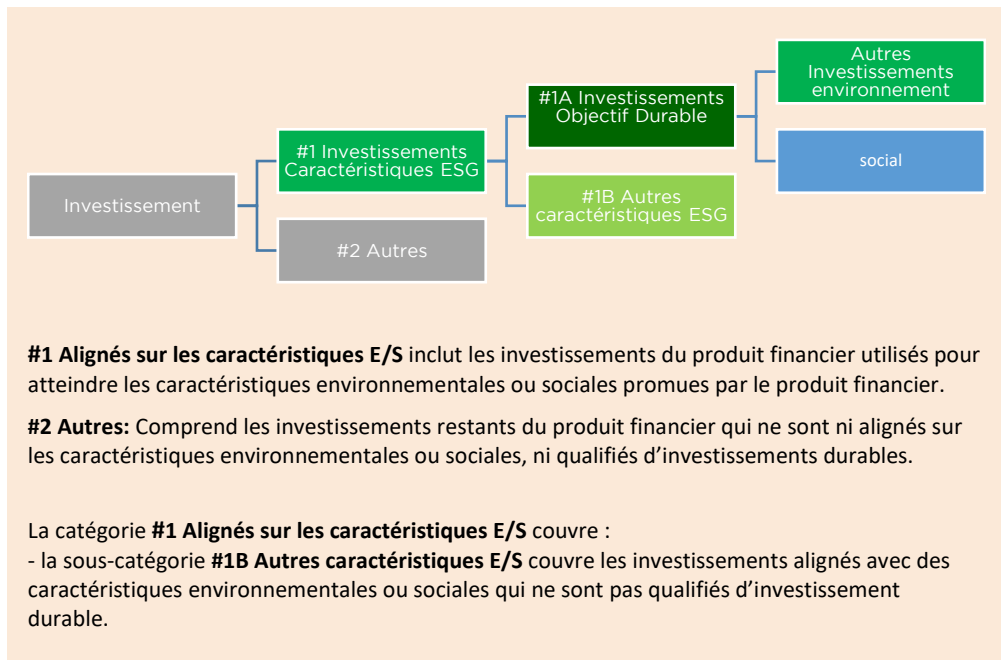 Autres
Investissements
environnement
#1A Investissements
Objectif Durable
#1 Investissements
Caractéristiques ESG
social
Investissement
#1B Autres
caractéristiques ESG
#2 Autres
#1 Alignés sur les caractéristiques E/S inclut les investissements du produit financier utilisés pour
atteindre les caractéristiques environnementales ou sociales promues par le produit financier.
#2 Autres: Comprend les investissements restants du produit financier qui ne sont ni alignés sur
les caractéristiques environnementales ou sociales, ni qualifiés d’investissements durables.
La catégorie #1 Alignés sur les caractéristiques E/S couvre :
- la sous-catégorie #1B Autres caractéristiques E/S couvre les investissements alignés avec des
caractéristiques environnementales ou sociales qui ne sont pas qualifiés d’investissement
durable.